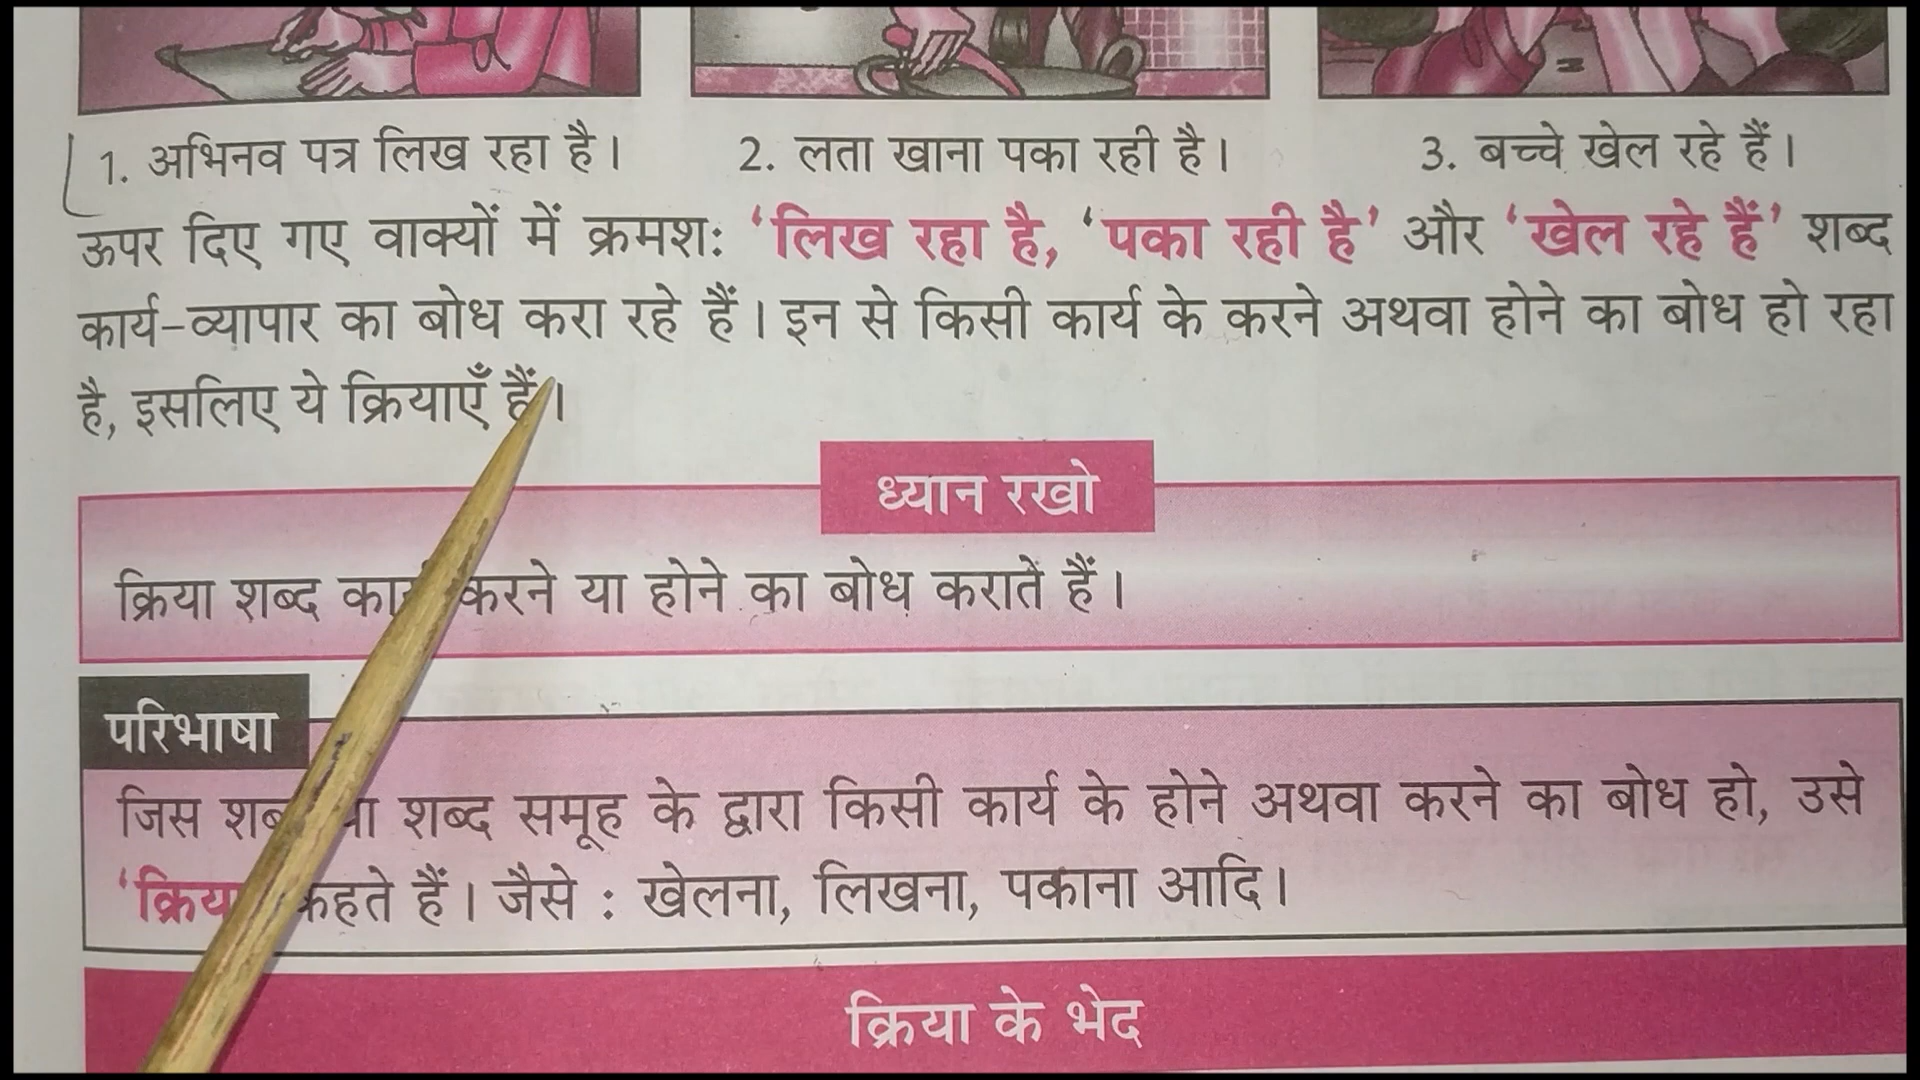 1. अभिनव पत्र लिख रहा है। 2. लता खाना पका रही है। 3. बच्चे खेल रहे हैं।
ऊपर दिए गए वाक्यों में क्रमशः ‘लिख रहा है, ‘पका रही है’ और ‘खेल रहे हैं’ शब्द
कार्य-व्यापार का बोध करा रहे हैं। इन से किसी कार्य के करने अथवा होने का बोध हो रहा
है, इसलिए ये क्रियाएँ हैं।
ध्यान रखो
क्रिया शब्द करने या होने का बोध कराते हैं।
परिभाषा
जिस शब्द समूह के द्वारा किसी कार्य के होने अथवा करने का बोध हो, उसे
कहते हैं। जैसे : खेलना, लिखना, पकाना आदि।
क्रिया के भेद